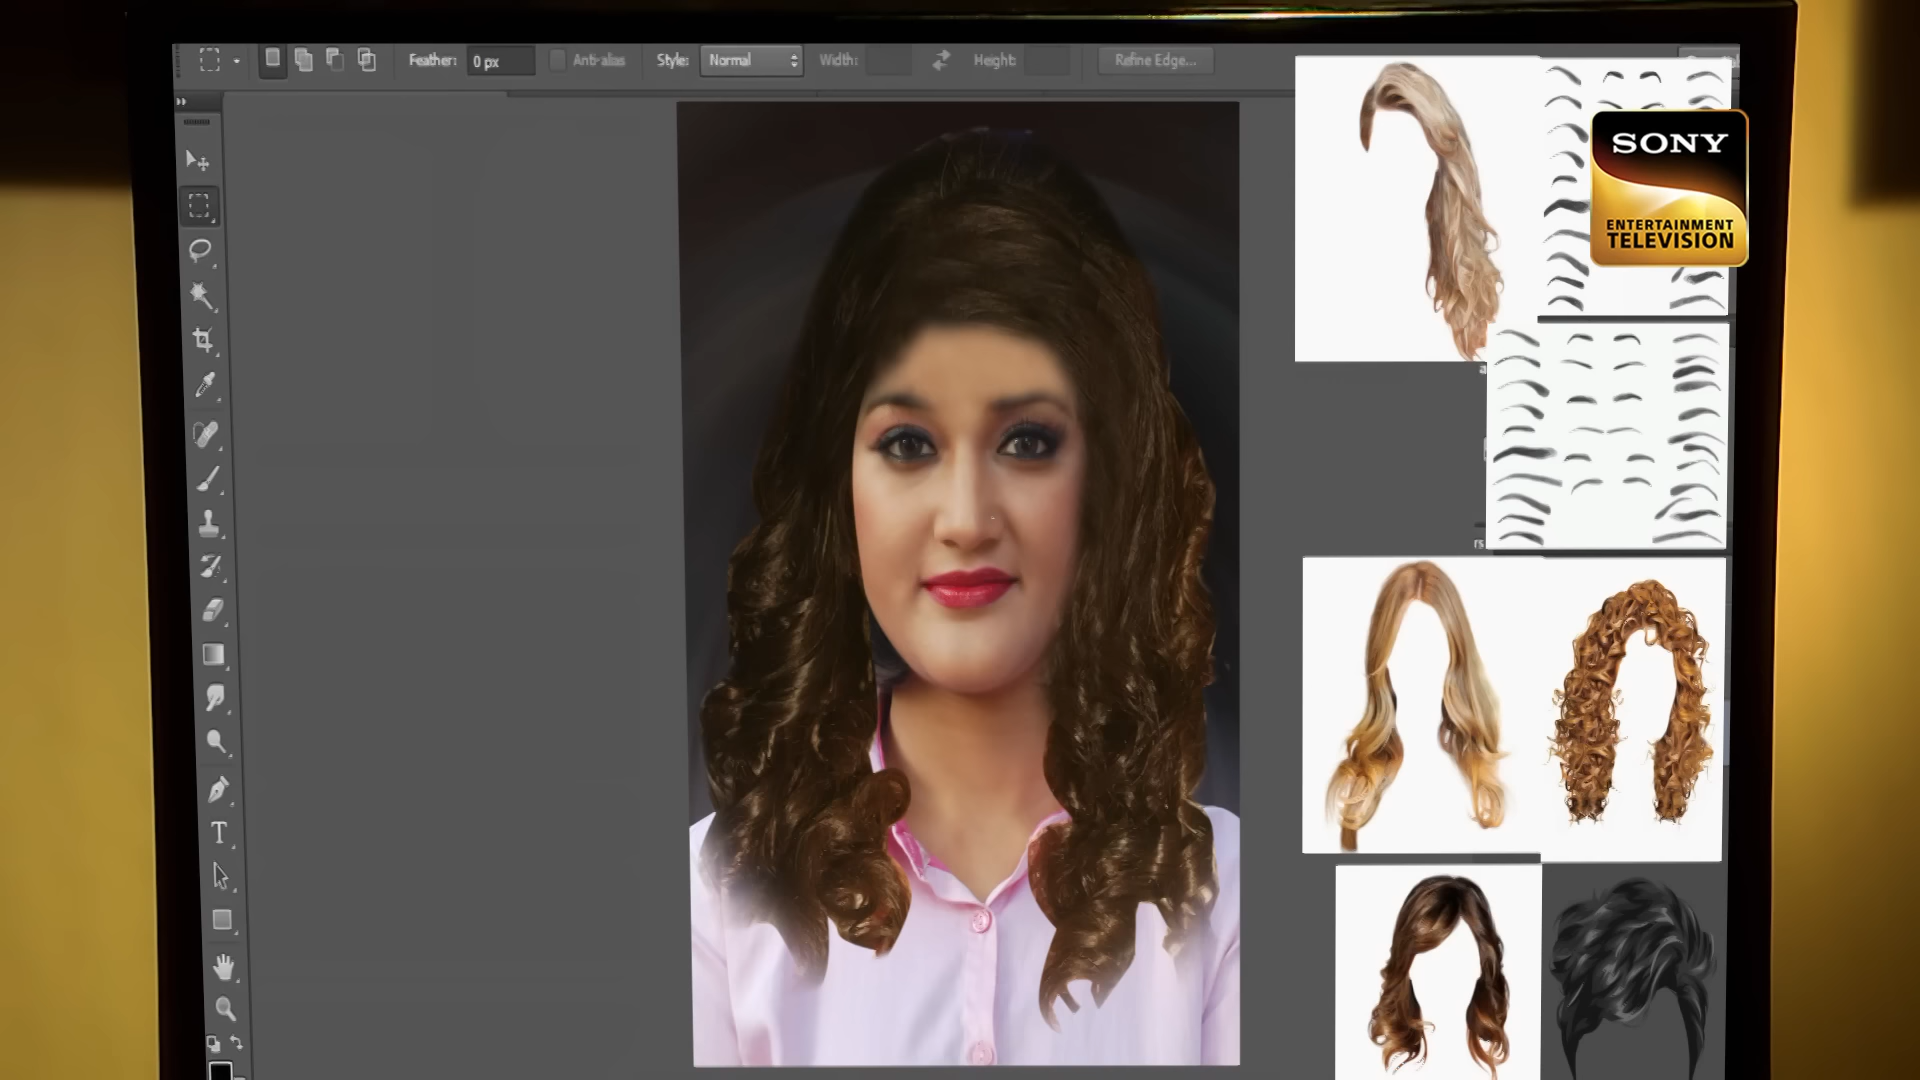 Feather: 0 px Anti-alias Style: Normal Width: Height: Refine Edge...
SONY
ENTERTAINMENT
TELEVISION
T